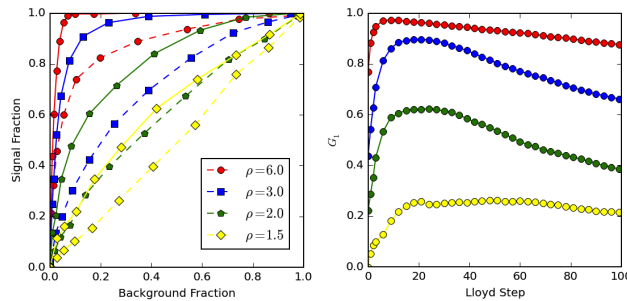 1.0
0.8
0.6
0.4
0.2
0.0
Signal Fraction
0.0 0.2 0.4 0.6 0.8 1.0
Background Fraction
ρ=6.0
ρ=3.0
ρ=2.0
ρ=1.5
1.0
0.8
0.6
0.4
0.2
0.0
G₁
0 20 40 60 80 100
Lloyd Step